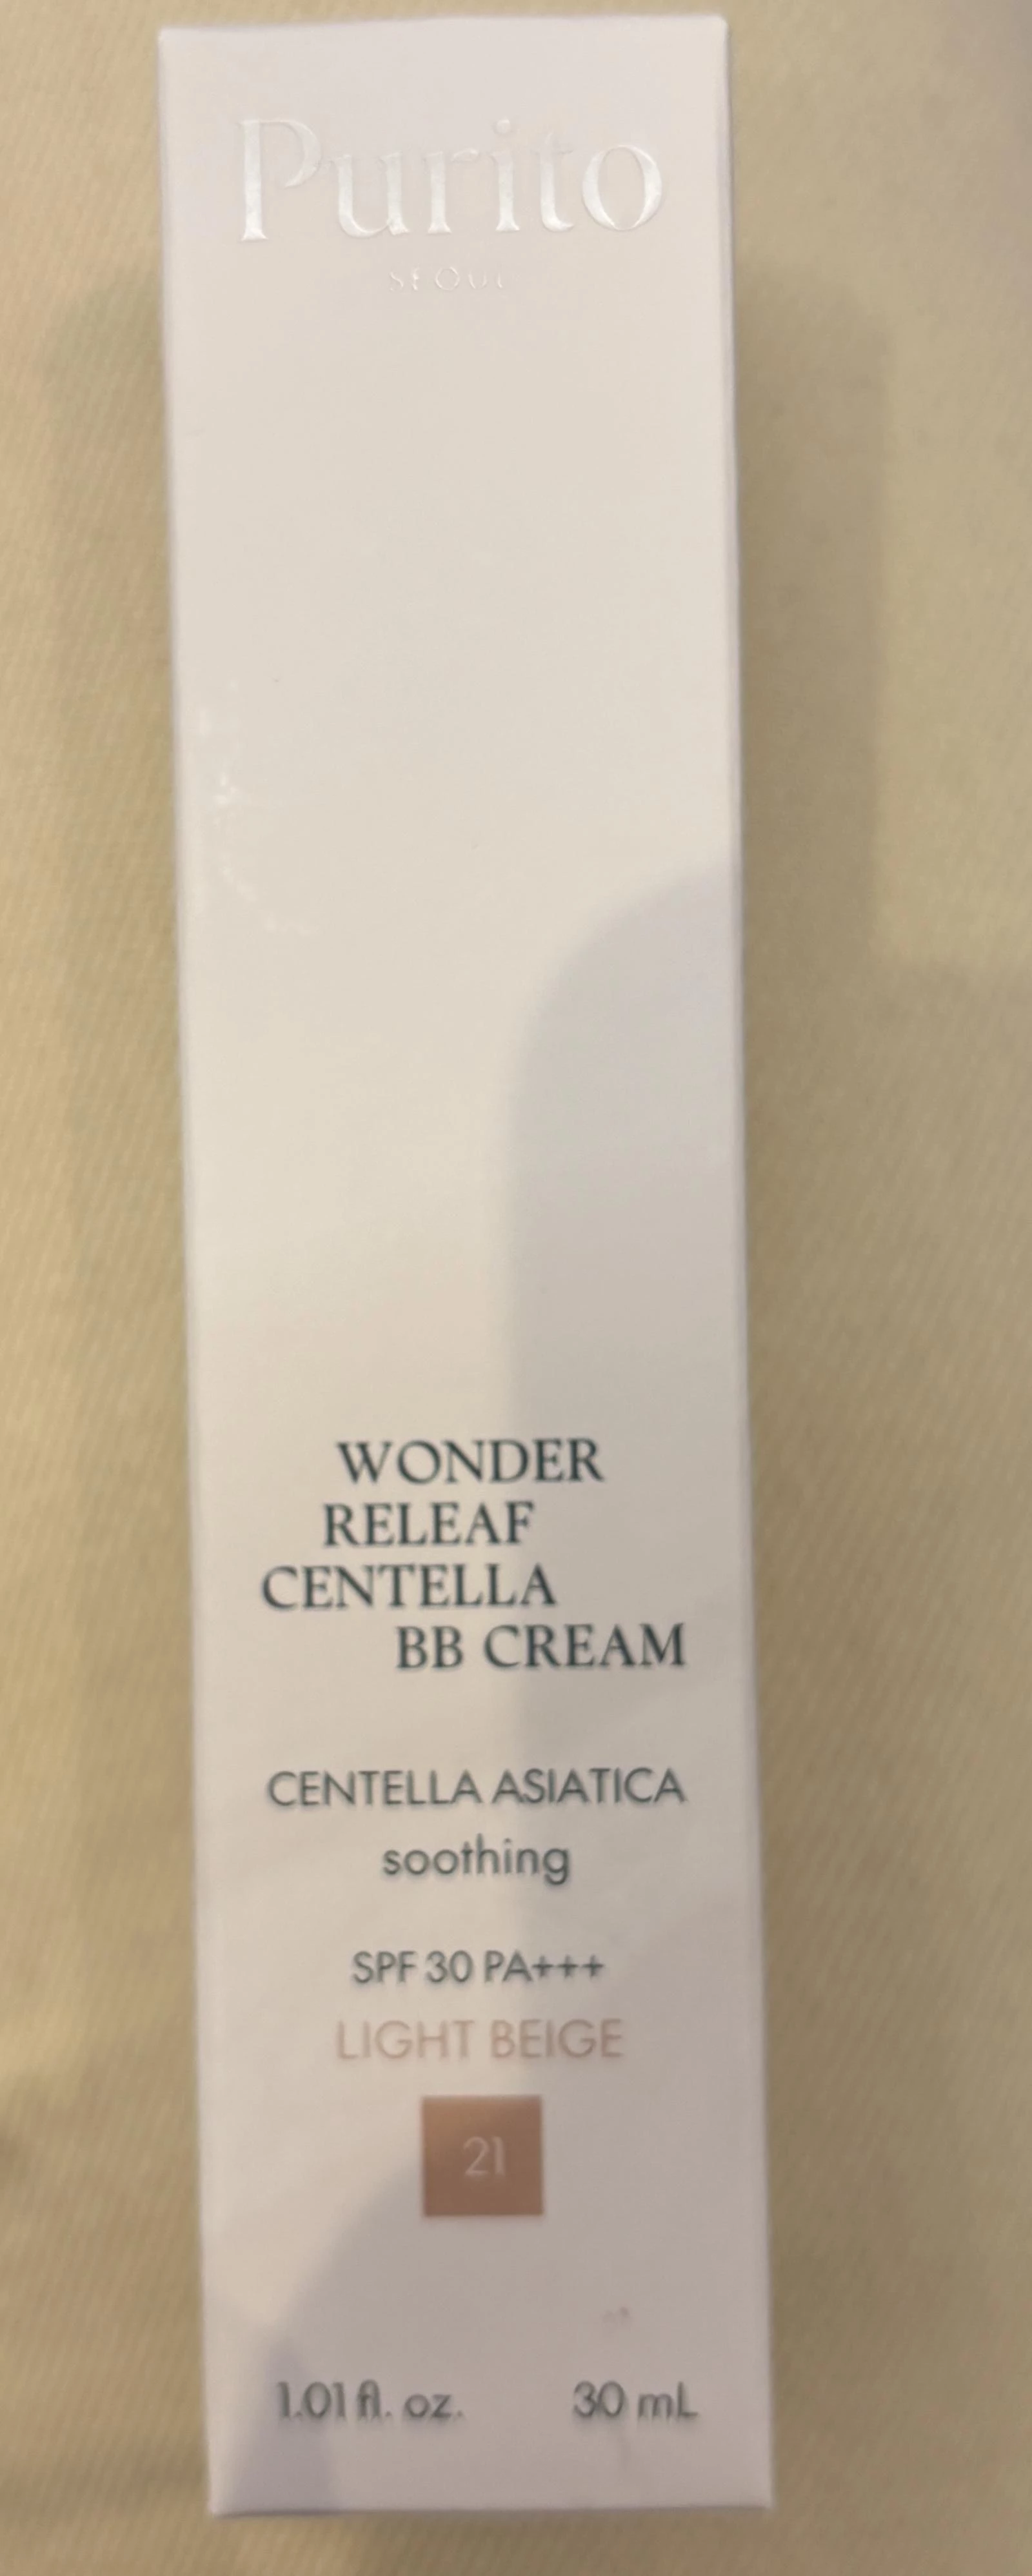 Purito
SEOUL
WONDER
RELEAF
CENTELLA
BB CREAM
CENTELLA ASIATICA
soothing
SPF 30 PA+++
LIGHT BEIGE
21
1.01 fl. oz. 30 mL